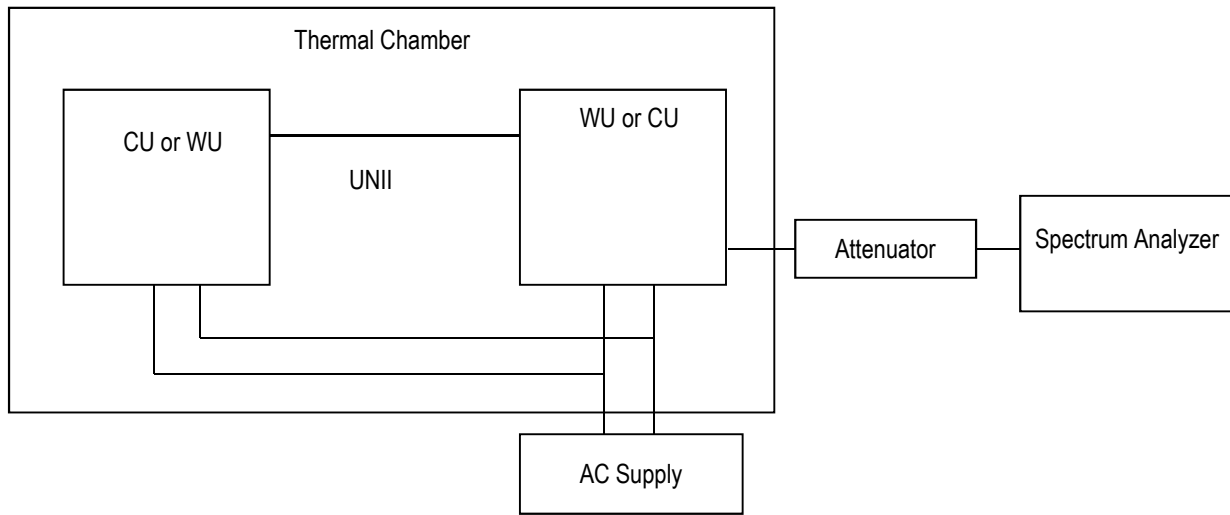 Thermal Chamber
CU or WU
WU or CU
UNII
Attenuator
Spectrum Analyzer
AC Supply